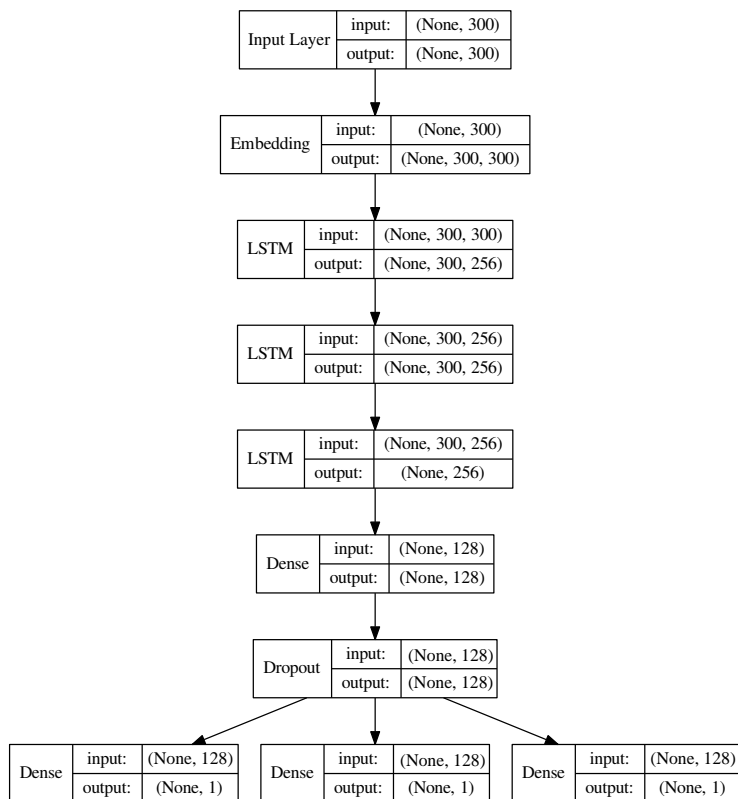 Input Layer
input: (None, 300)
output: (None, 300)
Embedding
input: (None, 300)
output: (None, 300, 300)
LSTM
input: (None, 300, 300)
output: (None, 300, 256)
LSTM
input: (None, 300, 256)
output: (None, 300, 256)
LSTM
input: (None, 300, 256)
output: (None, 256)
Dense
input: (None, 128)
output: (None, 128)
Dropout
input: (None, 128)
output: (None, 128)
Dense
input: (None, 128)
output: (None, 1)
Dense
input: (None, 128)
output: (None, 1)
Dense
input: (None, 128)
output: (None, 1)